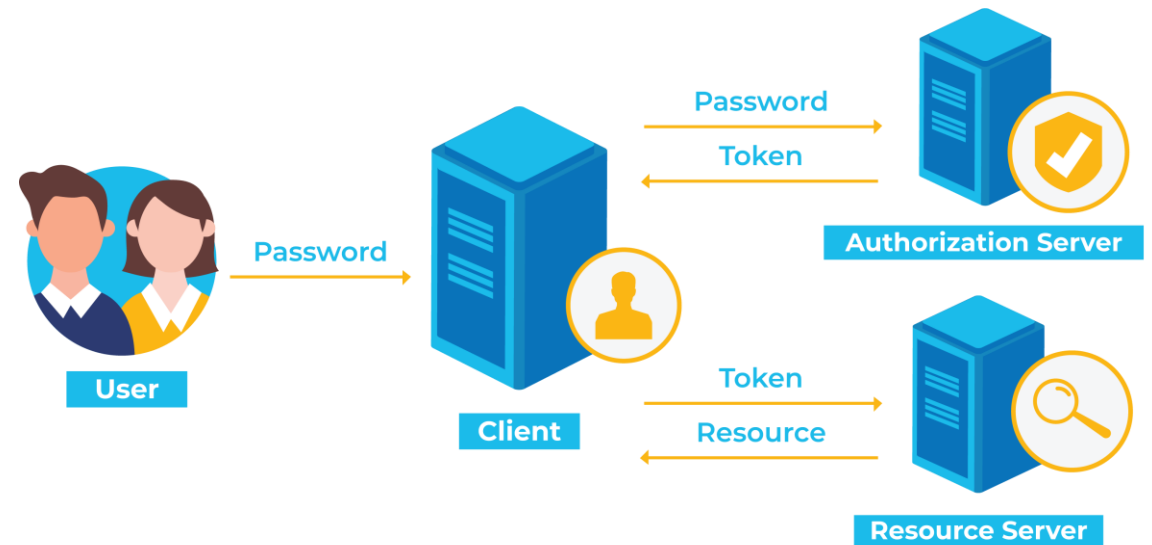 Password
Token
Authorization Server
Password
User
Client
Token
Resource
Resource Server